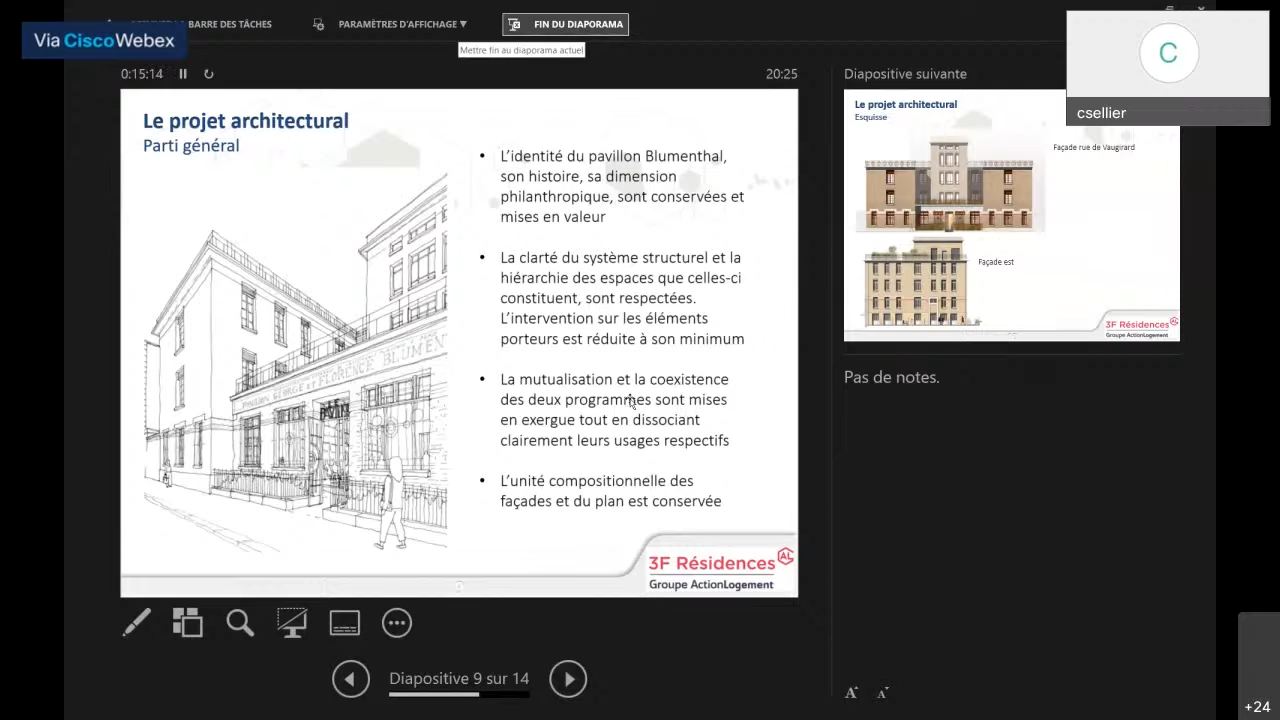 BARRE DES TÂCHES
PARAMÈTRES D'AFFICHAGE ▼
FIN DU DIAPORAMA
Via CiscoWebex
Mettre fin au diaporama actuel
0:15:14
20:25
Diapositive suivante
C
csellier
Le projet architectural
Parti général
• L'identité du pavillon Blumenthal,
son histoire, sa dimension
philanthropique, sont conservées et
mises en valeur
• La clarté du système structurel et la
hiérarchie des espaces que celles-ci
constituent, sont respectées.
L'intervention sur les éléments
porteurs est réduite à son minimum
• La mutualisation et la coexistence
des deux programmes sont mises
en exergue tout en dissociant
clairement leurs usages respectifs
• L'unité compositionnelle des
façades et du plan est conservée
3F Résidences AL
Groupe ActionLogement
Le projet architectural
Esquisse
Façade rue de Vaugirard
Façade est
3F Résidences AL
Groupe ActionLogement
Pas de notes.
Diapositive 9 sur 14
A A
+24